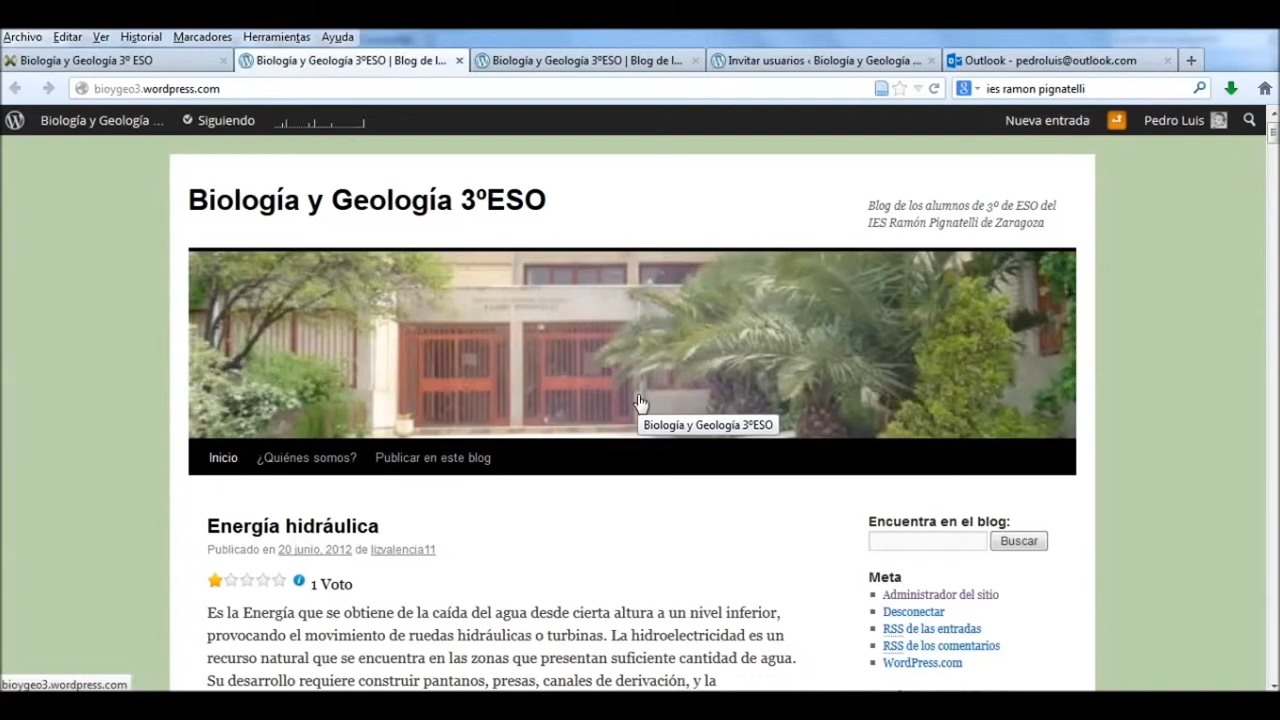 Archivo Editar Ver Historial Marcadores Herramientas Ayuda
Biología y Geología 3º ESO
Biología y Geología 3ºESO | Blog de l...
Biología y Geología 3ºESO | Blog de l...
Invitar usuarios ‹ Biología y Geología ...
Outlook - pedroluis@outlook.com
bioygeo3.wordpress.com
ies ramon pignatelli
Biología y Geología ... Siguiendo
Nueva entrada Pedro Luis
Biología y Geología 3ºESO
Blog de los alumnos de 3º de ESO del
IES Ramón Pignatelli de Zaragoza
Biología y Geología 3ºESO
Inicio ¿Quiénes somos? Publicar en este blog
Energía hidráulica
Publicado en 20 junio, 2012 de lizvalencia11
1 Voto
Es la Energía que se obtiene de la caída del agua desde cierta altura a un nivel inferior,
provocando el movimiento de ruedas hidráulicas o turbinas. La hidroelectricidad es un
recurso natural que se encuentra en las zonas que presentan suficiente cantidad de agua.
Su desarrollo requiere construir pantanos, presas, canales de derivación, y la
Encuentra en el blog:
Buscar
Meta
Administrador del sitio
Desconectar
RSS de las entradas
RSS de los comentarios
WordPress.com
bioygeo3.wordpress.com